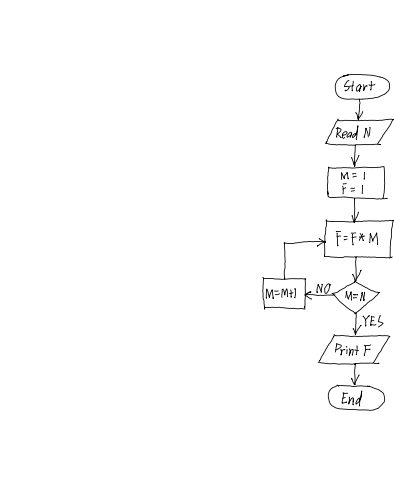 Start
Read N
M = 1
F = 1
F = F * M
NO
M = N
M = M+1
YES
Print F
End